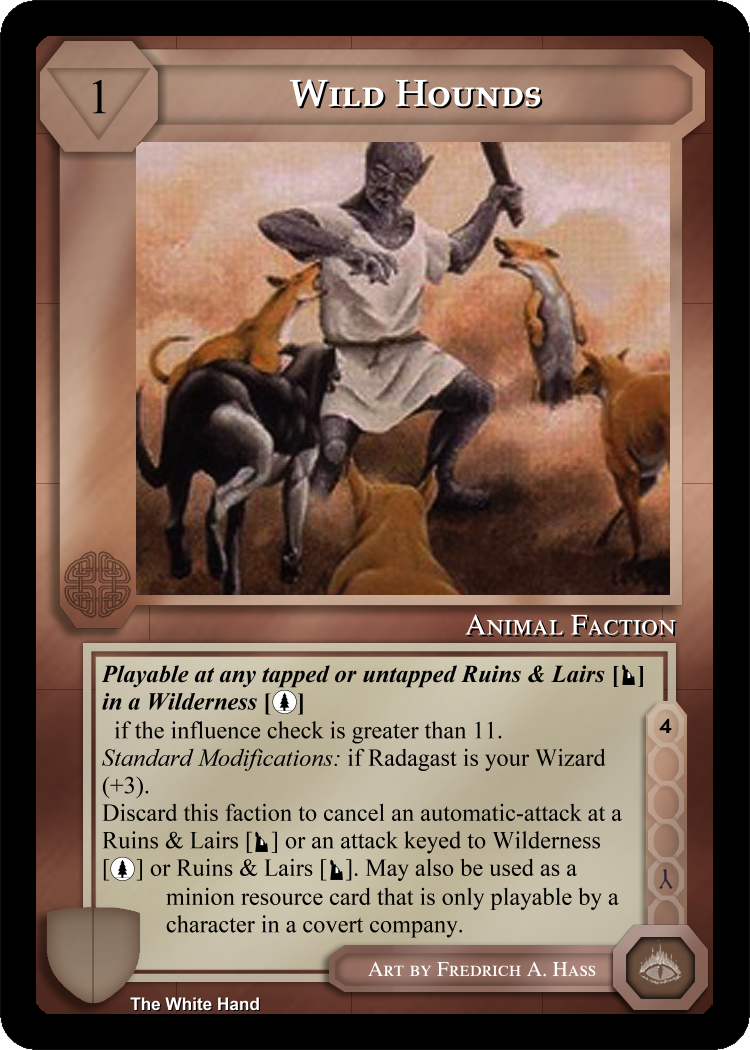 1
Wild Hounds
Animal Faction
Playable at any tapped or untapped Ruins & Lairs []
in a Wilderness []
if the influence check is greater than 11.
Standard Modifications: if Radagast is your Wizard
(+3).
Discard this faction to cancel an automatic-attack at a
Ruins & Lairs [] or an attack keyed to Wilderness
[] or Ruins & Lairs []. May also be used as a
minion resource card that is only playable by a
character in a covert company.
4
Art by Fredrich A. Hass
The White Hand